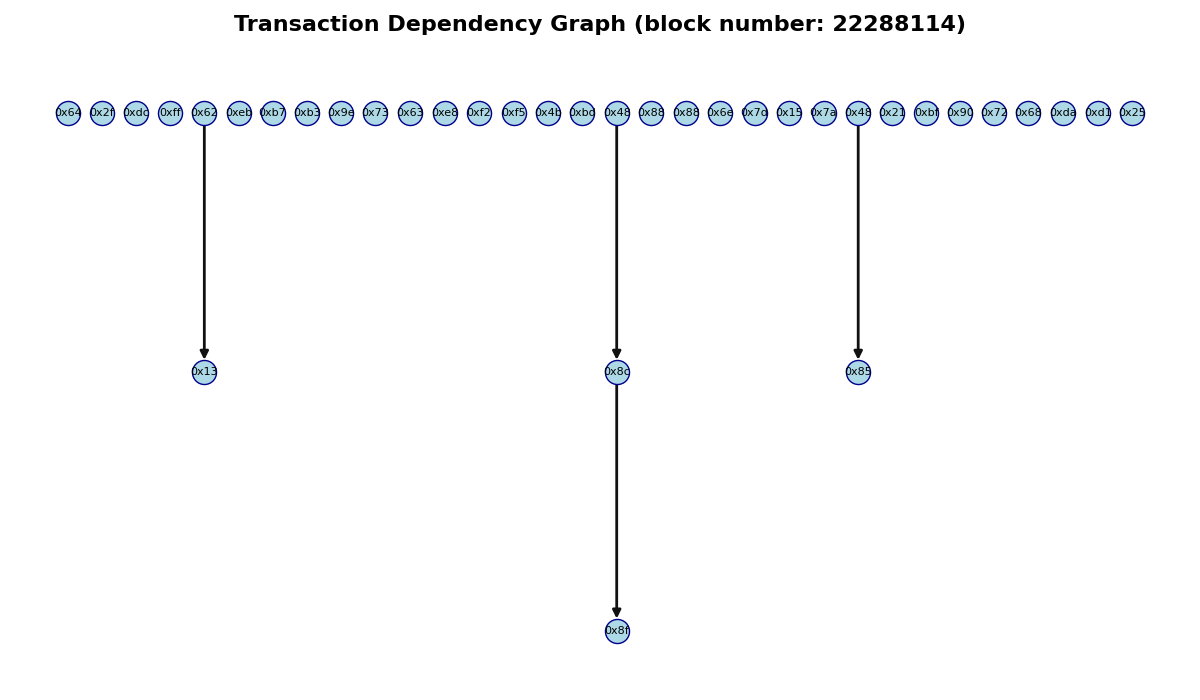 Transaction Dependency Graph (block number: 22288114)
0x64 0x2f 0xdc 0xff 0x62 0xeb 0xb7 0xb3 0x9e 0x73 0x63 0xe8 0xf2 0xf5 0x4b 0xbd 0x48 0x88 0x88 0x6e 0x7d 0x15 0x7a 0x48 0x21 0xbf 0x90 0x72 0x68 0xda 0xd1 0x25
0x13 0x8c 0x85
0x8f